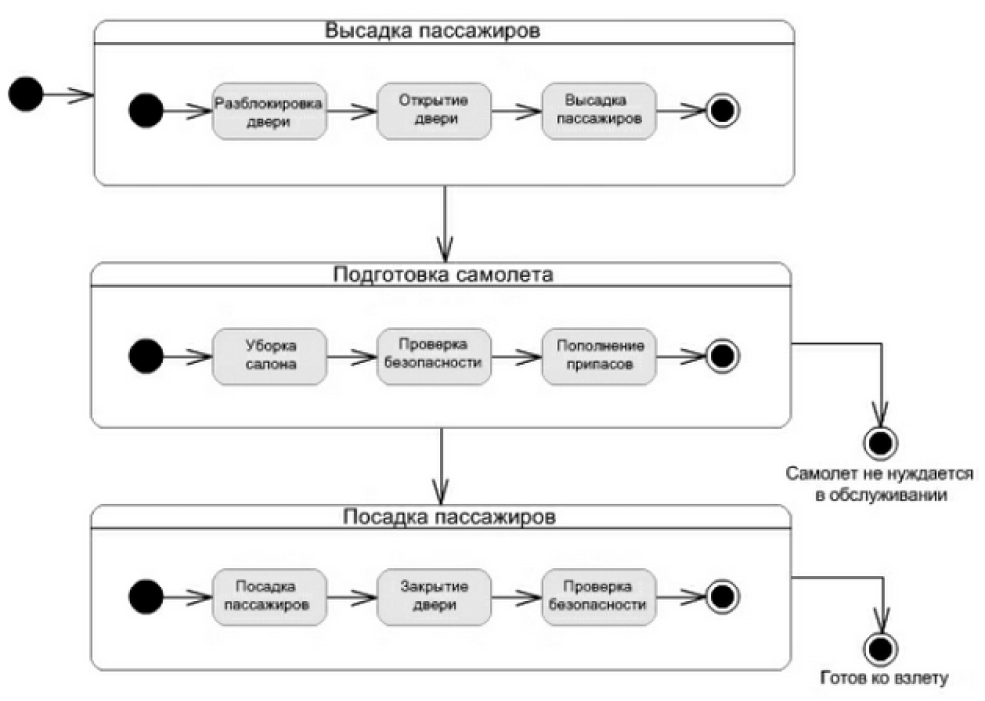 Высадка пассажиров
Разблокировка
двери
Открытие
двери
Высадка
пассажиров
Подготовка самолета
Уборка
салона
Проверка
безопасности
Пополнение
припасов
Самолет не нуждается
в обслуживании
Посадка пассажиров
Посадка
пассажиров
Закрытие
двери
Проверка
безопасности
Готов ко взлету